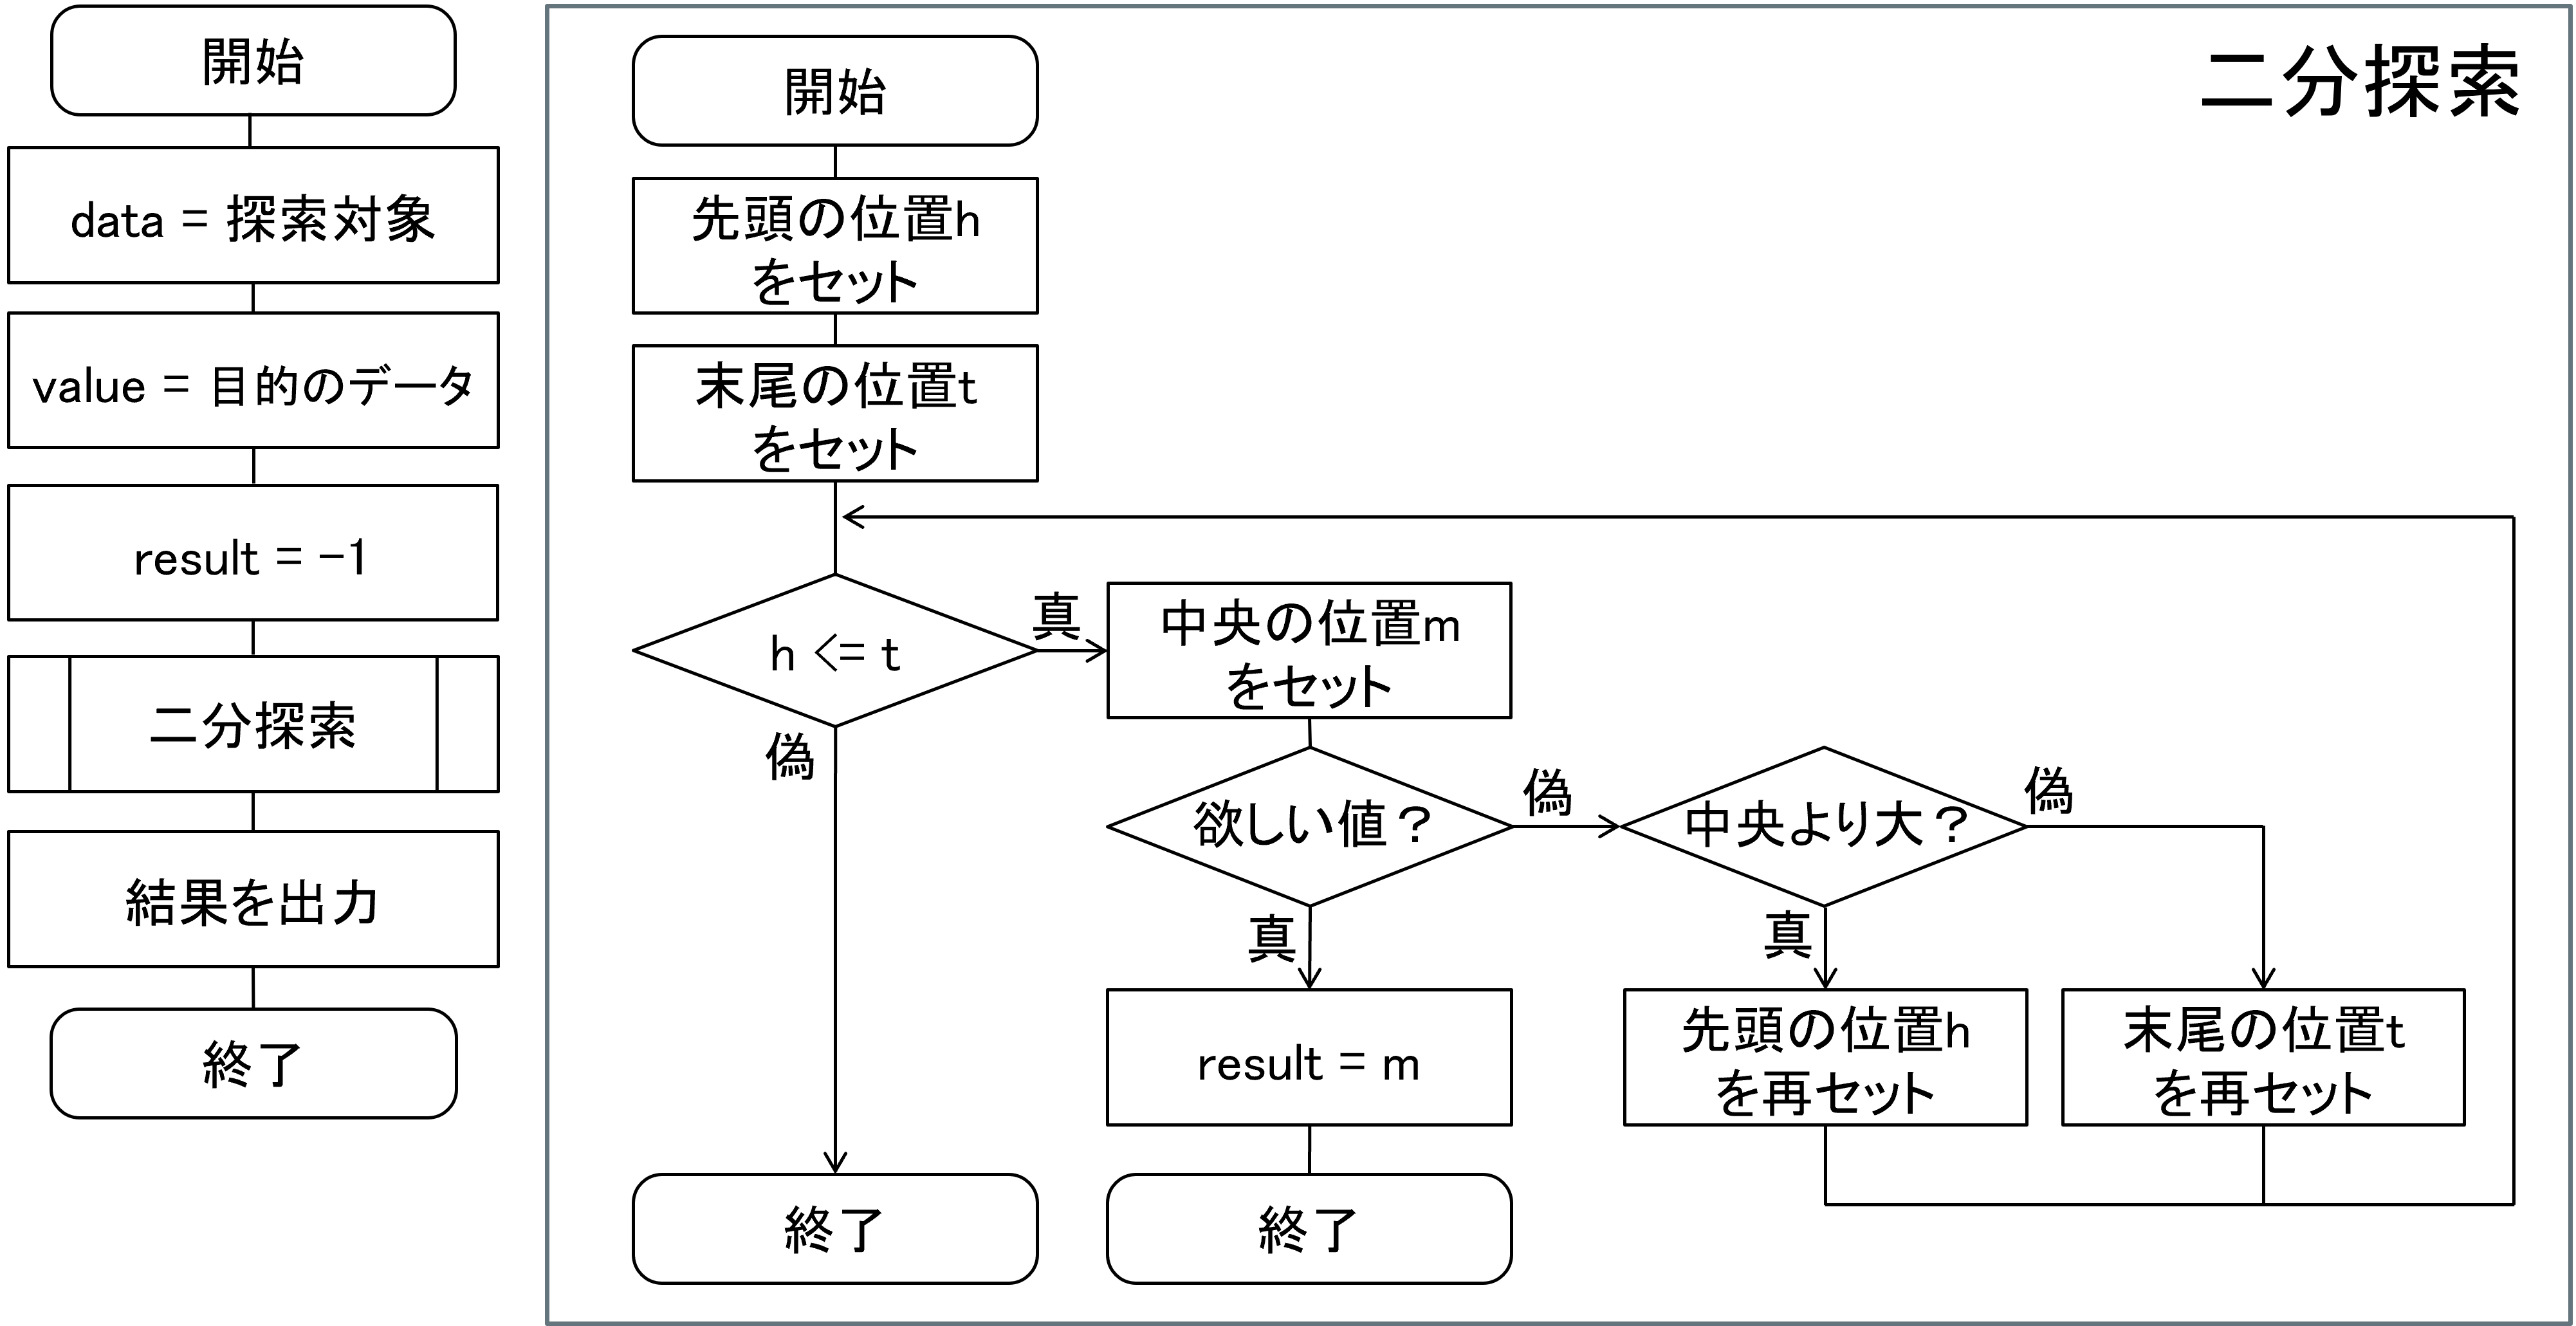 開始
data = 探索対象
value = 目的のデータ
result = -1
二分探索
結果を出力
終了
二分探索
開始
先頭の位置h
をセット
末尾の位置t
をセット
h <= t
真
偽
中央の位置m
をセット
欲しい値？
偽
真
中央より大？
偽
真
result = m
先頭の位置h
を再セット
末尾の位置t
を再セット
終了
終了